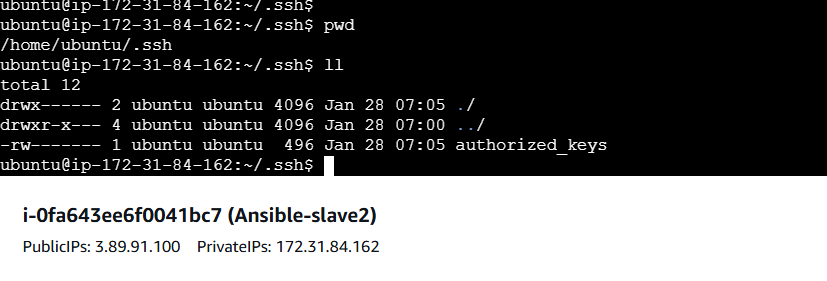 ubuntu@ip-172-31-84-162:~/.ssh$
ubuntu@ip-172-31-84-162:~/.ssh$ pwd
/home/ubuntu/.ssh
ubuntu@ip-172-31-84-162:~/.ssh$ ll
total 12
drwx------ 2 ubuntu ubuntu 4096 Jan 28 07:05 ./
drwxr-x--- 4 ubuntu ubuntu 4096 Jan 28 07:00 ../
-rw------- 1 ubuntu ubuntu  496 Jan 28 07:05 authorized_keys
ubuntu@ip-172-31-84-162:~/.ssh$
i-0fa643ee6f0041bc7 (Ansible-slave2)
PublicIPs: 3.89.91.100 PrivateIPs: 172.31.84.162